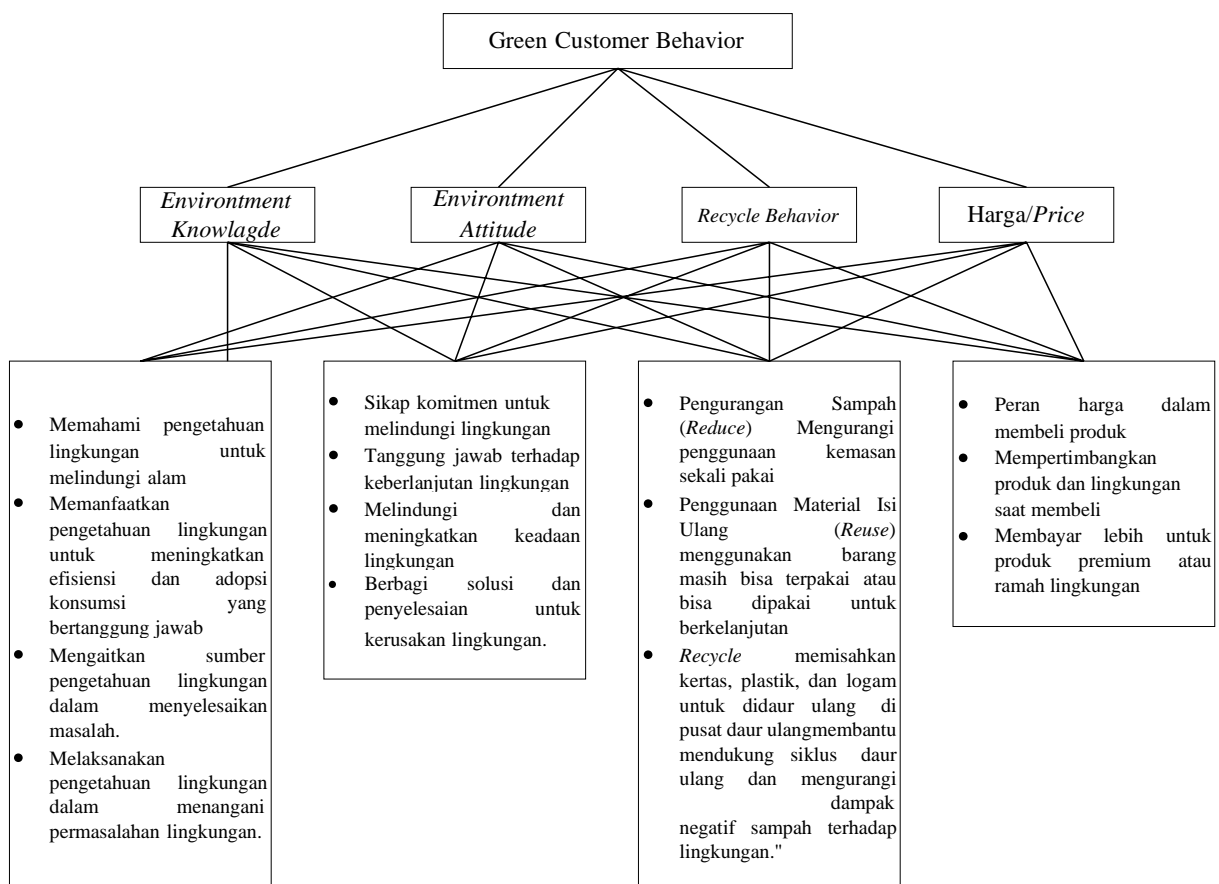 Green Customer Behavior
Environtment
Knowlagde
Environtment
Attitude
Recycle Behavior
Harga/Price
● Memahami pengetahuan
lingkungan untuk
melindungi alam
● Memanfaatkan
pengetahuan lingkungan
untuk meningkatkan
efisiensi dan adopsi
konsumsi yang
bertanggung jawab
● Mengaitkan sumber
pengetahuan lingkungan
dalam menyelesaikan
masalah.
● Melaksanakan
pengetahuan lingkungan
dalam menangani
permasalahan lingkungan.
● Sikap komitmen untuk
melindungi lingkungan
● Tanggung jawab terhadap
keberlanjutan lingkungan
● Melindungi dan
meningkatkan keadaan
lingkungan
● Berbagi solusi dan
penyelesaian untuk
kerusakan lingkungan.
● Pengurangan Sampah
(Reduce) Mengurangi
penggunaan kemasan
sekali pakai
● Penggunaan Material Isi
Ulang (Reuse)
menggunakan barang
masih bisa terpakai atau
bisa dipakai untuk
berkelanjutan
● Recycle memisahkan
kertas, plastik, dan logam
untuk didaur ulang di
pusat daur ulangmembantu
mendukung siklus daur
ulang dan mengurangi
dampak
negatif sampah terhadap
lingkungan."
● Peran harga dalam
membeli produk
● Mempertimbangkan
produk dan lingkungan
saat membeli
● Membayar lebih untuk
produk premium atau
ramah lingkungan